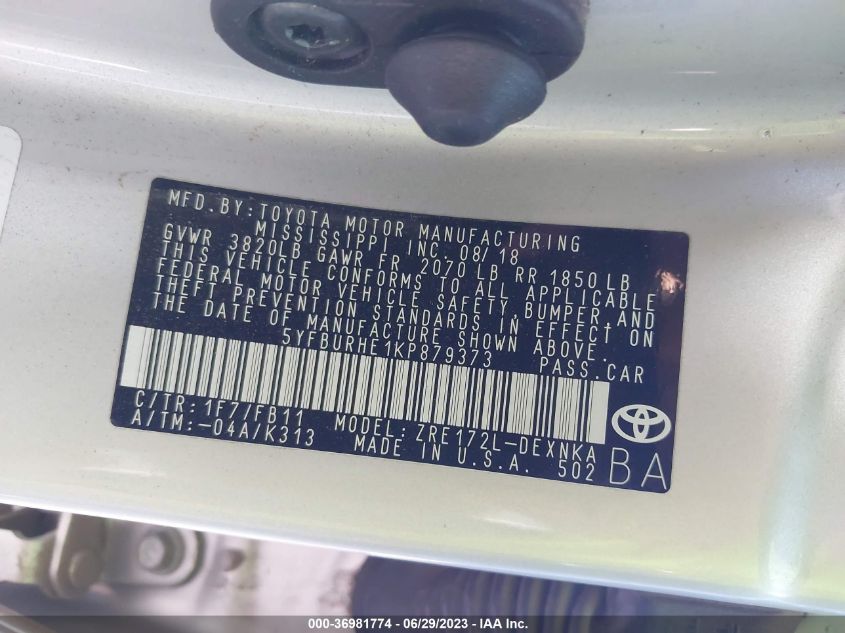 MFD. BY: TOYOTA MOTOR MANUFACTURING
MISSISSIPPI INC. 08/18
GVWR 3820LB GAWR FR 2070 LB RR 1850 LB
THIS VEHICLE CONFORMS TO ALL APPLICABLE
FEDERAL MOTOR VEHICLE SAFETY, BUMPER, AND
THEFT PREVENTION STANDARDS IN EFFECT ON
THE DATE OF MANUFACTURE SHOWN ABOVE.
5YFBURHE1KP879373 PASS. CAR
C/TR: 1F7/FB11 MODEL: ZRE172L-DEXNKA
A/TM: -04A/K313 MADE IN U.S.A. 502
BA
000-36981774 - 06/29/2023 - IAA Inc.